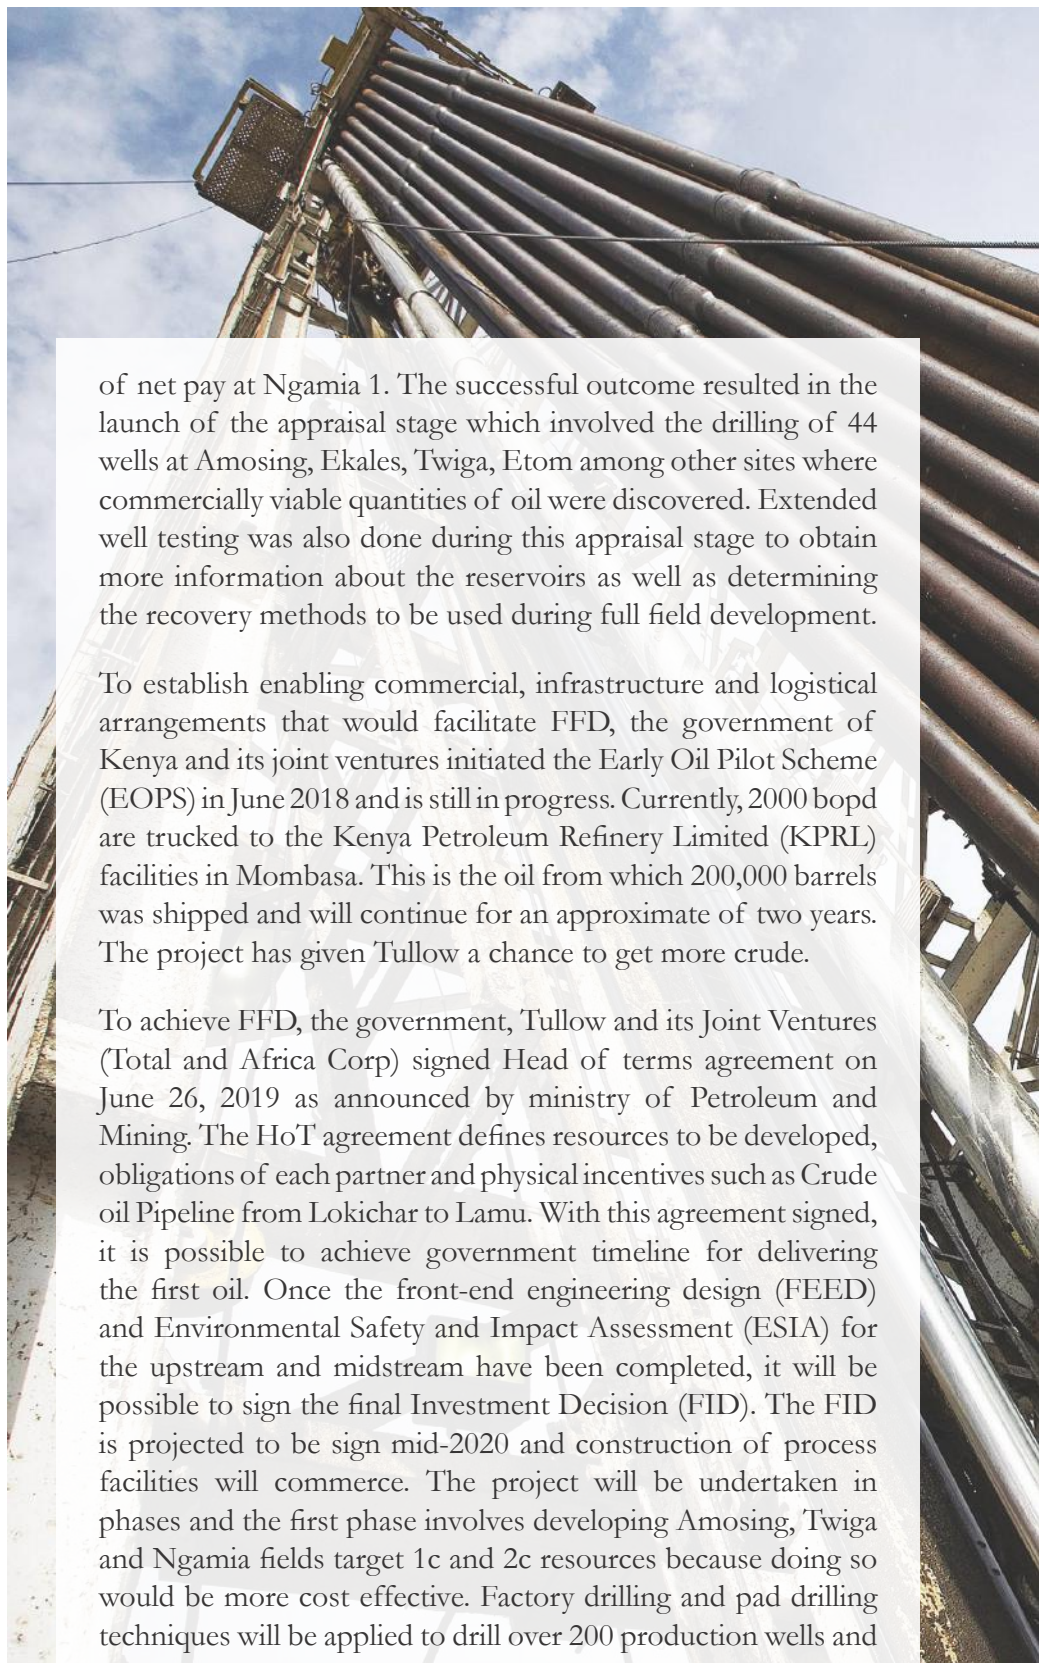 of net pay at Ngamia 1. The successful outcome resulted in the
launch of the appraisal stage which involved the drilling of 44
wells at Amosing, Ekales, Twiga, Etom among other sites where
commercially viable quantities of oil were discovered. Extended
well testing was also done during this appraisal stage to obtain
more information about the reservoirs as well as determining
the recovery methods to be used during full field development.
To establish enabling commercial, infrastructure and logistical
arrangements that would facilitate FFD, the government of
Kenya and its joint ventures initiated the Early Oil Pilot Scheme
(EOPS) in June 2018 and is still in progress. Currently, 2000 bopd
are trucked to the Kenya Petroleum Refinery Limited (KPRL)
facilities in Mombasa. This is the oil from which 200,000 barrels
was shipped and will continue for an approximate of two years.
The project has given Tullow a chance to get more crude.
To achieve FFD, the government, Tullow and its Joint Ventures
(Total and Africa Corp) signed Head of terms agreement on
June 26, 2019 as announced by ministry of Petroleum and
Mining. The HoT agreement defines resources to be developed,
obligations of each partner and physical incentives such as Crude
oil Pipeline from Lokichar to Lamu. With this agreement signed,
it is possible to achieve government timeline for delivering
the first oil. Once the front-end engineering design (FEED)
and Environmental Safety and Impact Assessment (ESIA) for
the upstream and midstream have been completed, it will be
possible to sign the final Investment Decision (FID). The FID
is projected to be sign mid-2020 and construction of process
facilities will commerce. The project will be undertaken in
phases and the first phase involves developing Amosing, Twiga
and Ngamia fields target 1c and 2c resources because doing so
would be more cost effective. Factory drilling and pad drilling
techniques will be applied to drill over 200 production wells and